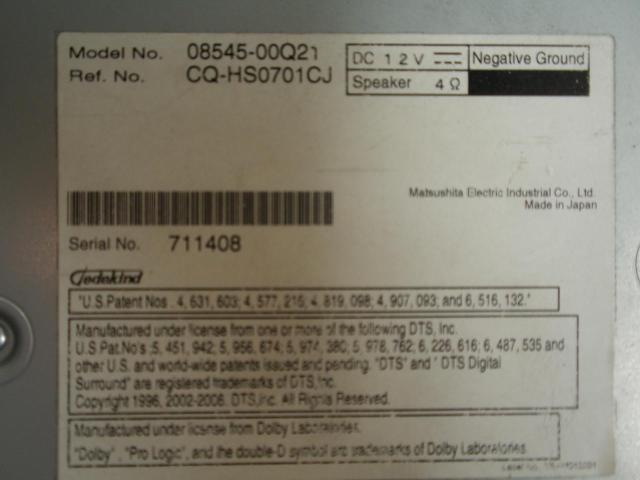 Model No. 08545-00Q21
Ref. No. CQ-HS0701CJ
DC 12V Negative Ground
Speaker 4 Ω
Matsushita Electric Industrial Co., Ltd.
Made in Japan
Serial No. 711408
"U.S.Patent Nos . 4, 631, 603; 4, 577, 216; 4, 819, 098; 4, 907, 093; and 6, 516, 132."
Manufactured under license from one or more of the following DTS, Inc.
U.S Pat.No's ;5, 451, 942; 5, 956, 674; 5, 974, 380; 5, 978, 762; 6, 226, 616; 6, 487, 535 and
other U.S. and world-wide patents issued and pending. "DTS" and " DTS Digital
Surround" are registered trademarks of DTS,Inc.
Copyright 1996, 2002-2006. DTS,Inc. All Rights Reserved.
Manufactured under license from Dolby Laboratories.
"Dolby" , "Pro Logic", and the double-D symbol are trademarks of Dolby Laboratories.
Label No.